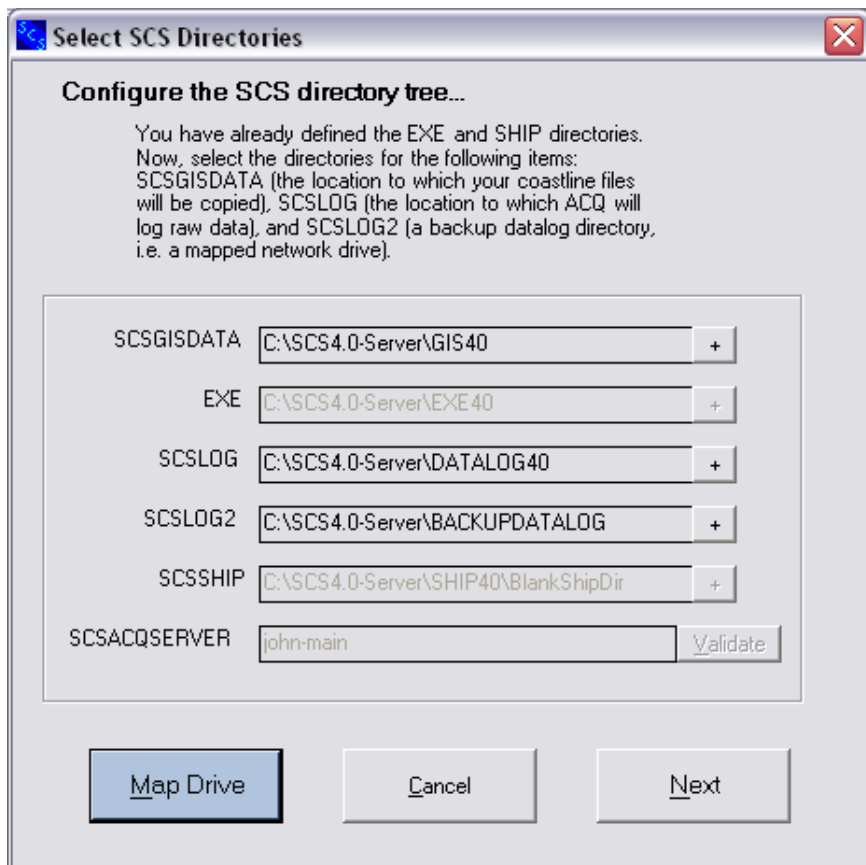 SCS
Select SCS Directories
Configure the SCS directory tree...
You have already defined the EXE and SHIP directories.
Now, select the directories for the following items:
SCSGISDATA (the location to which your coastline files
will be copied), SCSLOG (the location to which ACQ will
log raw data), and SCSLOG2 (a backup datalog directory,
i.e. a mapped network drive).
SCSGISDATA C:\SCS4.0-Server\GIS40 +
EXE C:\SCS4.0-Server\EXE40 +
SCSLOG C:\SCS4.0-Server\DATALOG40 +
SCSLOG2 C:\SCS4.0-Server\BACKUPDATALOG +
SCSSHIP C:\SCS4.0-Server\SHIP40\BlankShipDir +
SCSACQSERVER john-main Validate
Map Drive Cancel Next